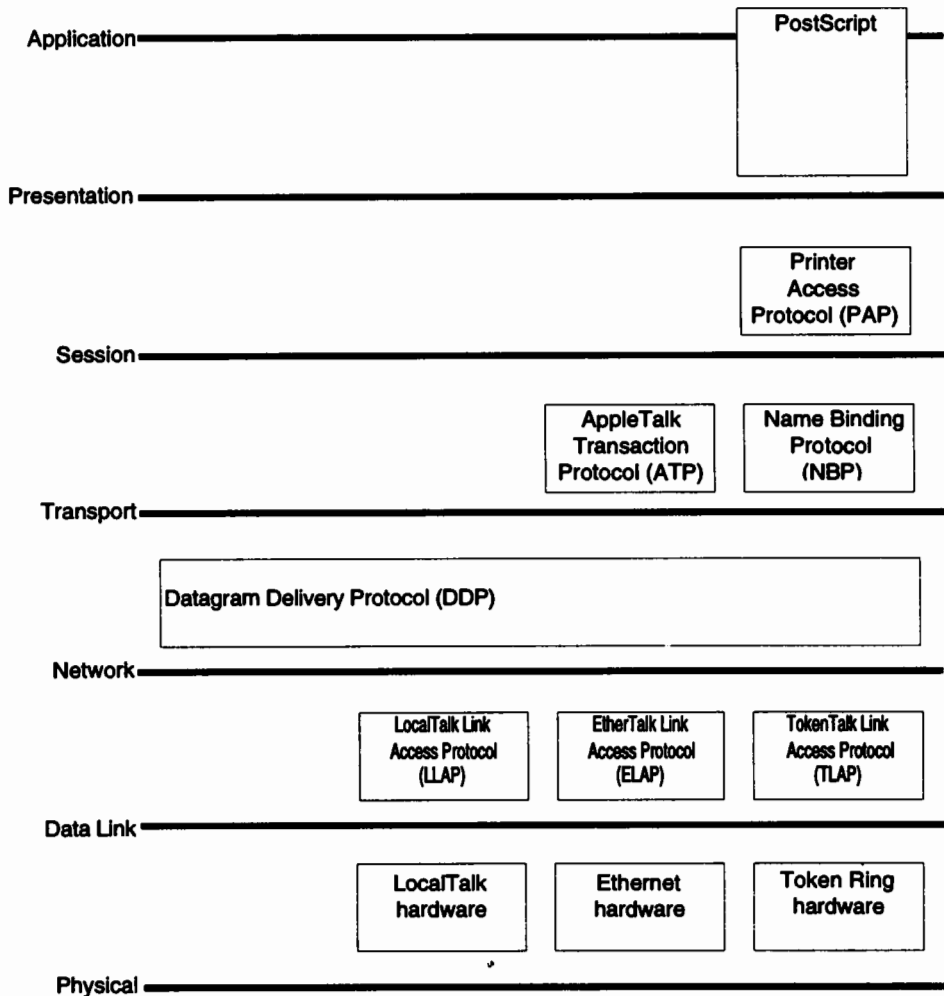 PostScript
Application
Presentation
Printer
Access
Protocol (PAP)
Session
AppleTalk
Transaction
Protocol (ATP)
Name Binding
Protocol
(NBP)
Transport
Datagram Delivery Protocol (DDP)
Network
LocalTalk Link
Access Protocol
(LLAP)
EtherTalk Link
Access Protocol
(ELAP)
TokenTalk Link
Access Protocol
(TLAP)
Data Link
LocalTalk
hardware
Ethernet
hardware
Token Ring
hardware
Physical